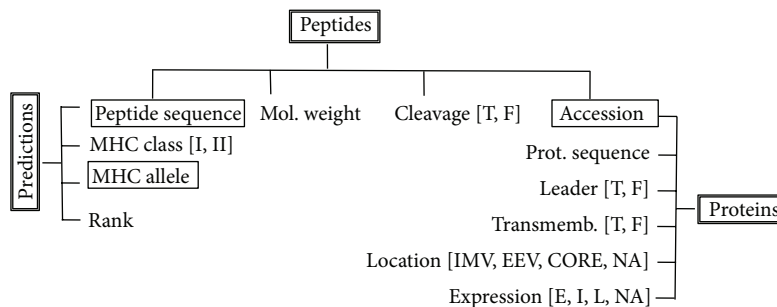 Peptides
Predictions
Peptide sequence
Mol. weight
Cleavage [T, F]
Accession
MHC class [I, II]
MHC allele
Rank
Prot. sequence
Leader [T, F]
Transmemb. [T, F]
Location [IMV, EEV, CORE, NA]
Expression [E, I, L, NA]
Proteins